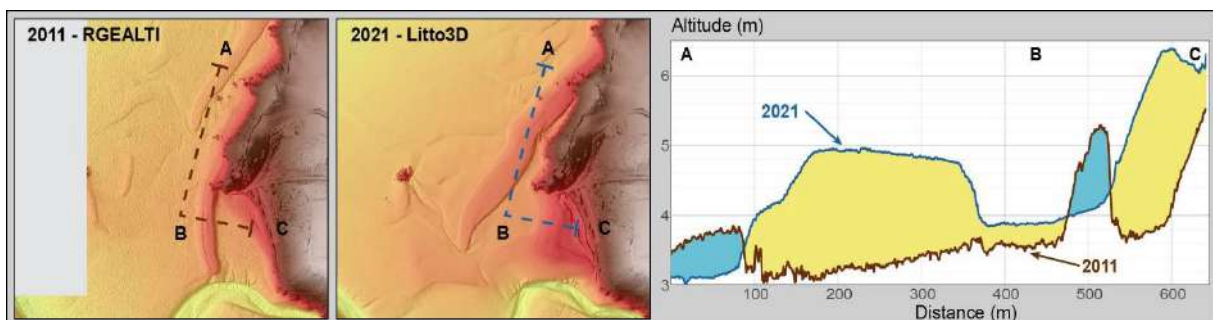 2011 - RGEALTI
A
B
C
2021 - Litto3D
A
B
C
Altitude (m)
A
B
C
6
5
4
3
2021
2011
100
200
300
400
500
600
Distance (m)